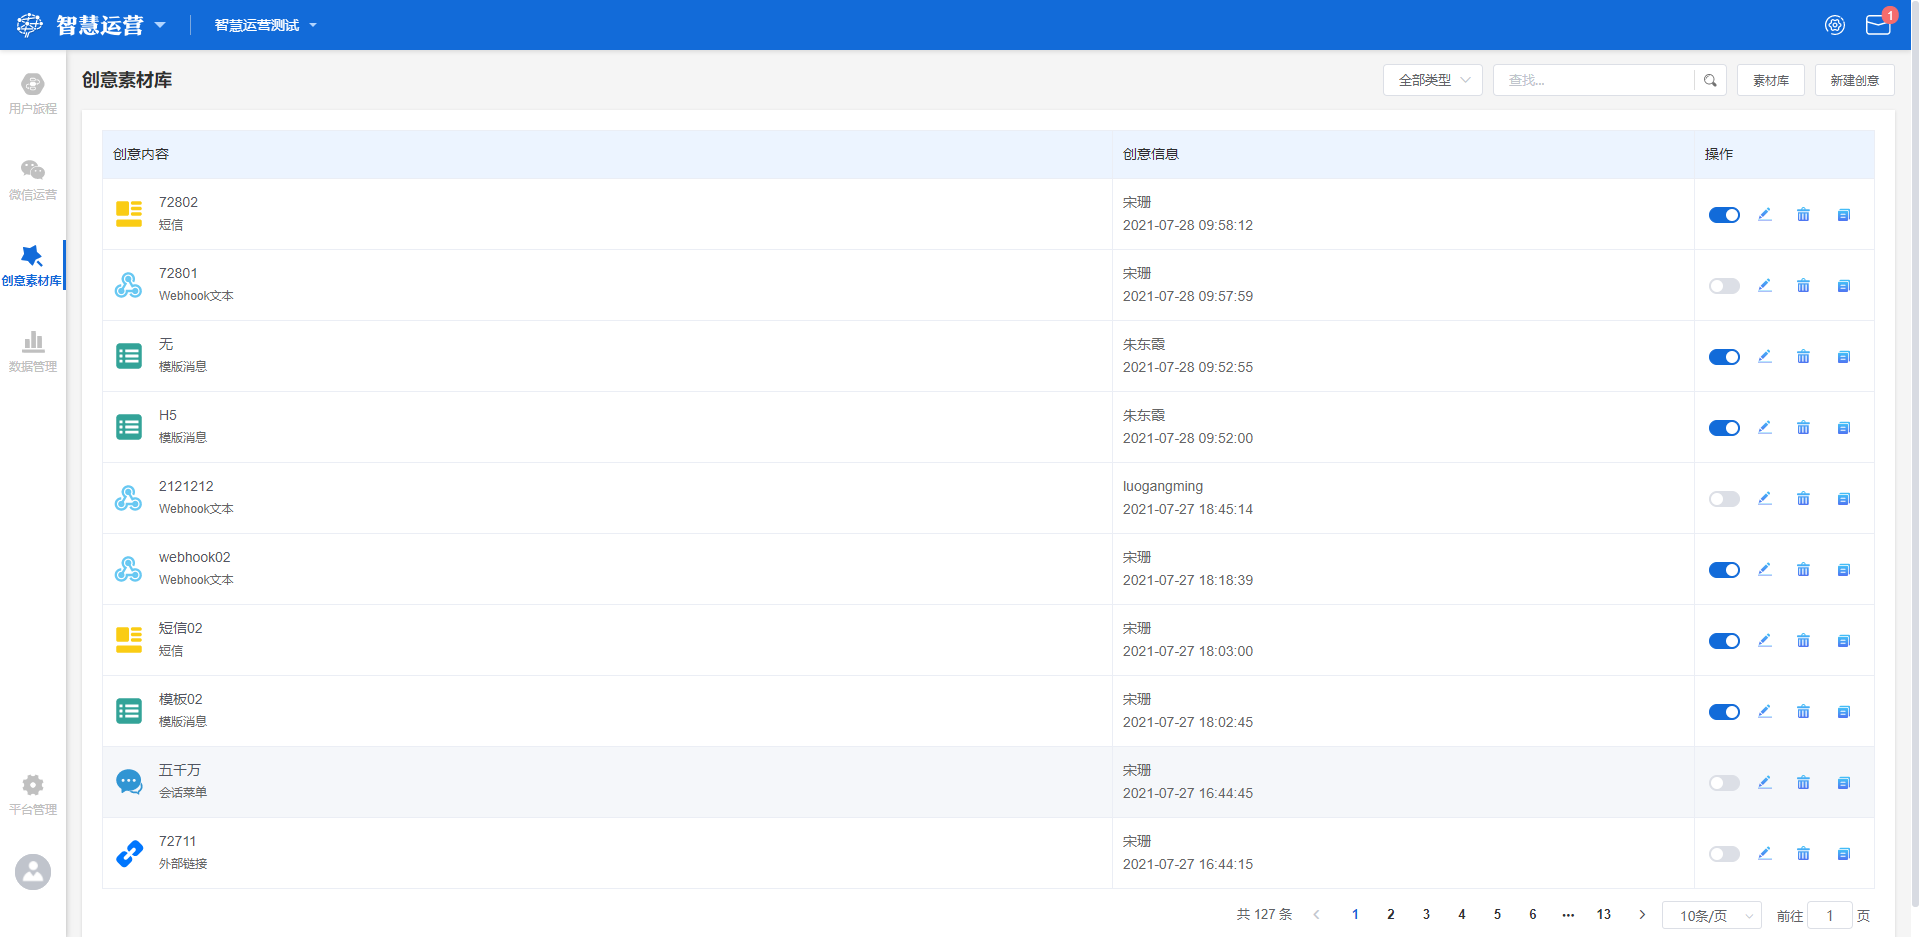 智慧运营
智慧运营测试
1
用户旅程
微信运营
创意素材库
数据管理
平台管理
创意素材库
全部类型
查找...
素材库
新建创意
创意内容
创意信息
操作
72802
短信
宋珊
2021-07-28 09:58:12
72801
Webhook文本
宋珊
2021-07-28 09:57:59
无
模版消息
朱东霞
2021-07-28 09:52:55
H5
模版消息
朱东霞
2021-07-28 09:52:00
2121212
Webhook文本
luogangming
2021-07-27 18:45:14
webhook02
Webhook文本
宋珊
2021-07-27 18:18:39
短信02
短信
宋珊
2021-07-27 18:03:00
模板02
模版消息
宋珊
2021-07-27 18:02:45
五千万
会话菜单
宋珊
2021-07-27 16:44:45
72711
外部链接
宋珊
2021-07-27 16:44:15
共 127 条 1 2 3 4 5 6 ··· 13 10条/页 前往 1 页